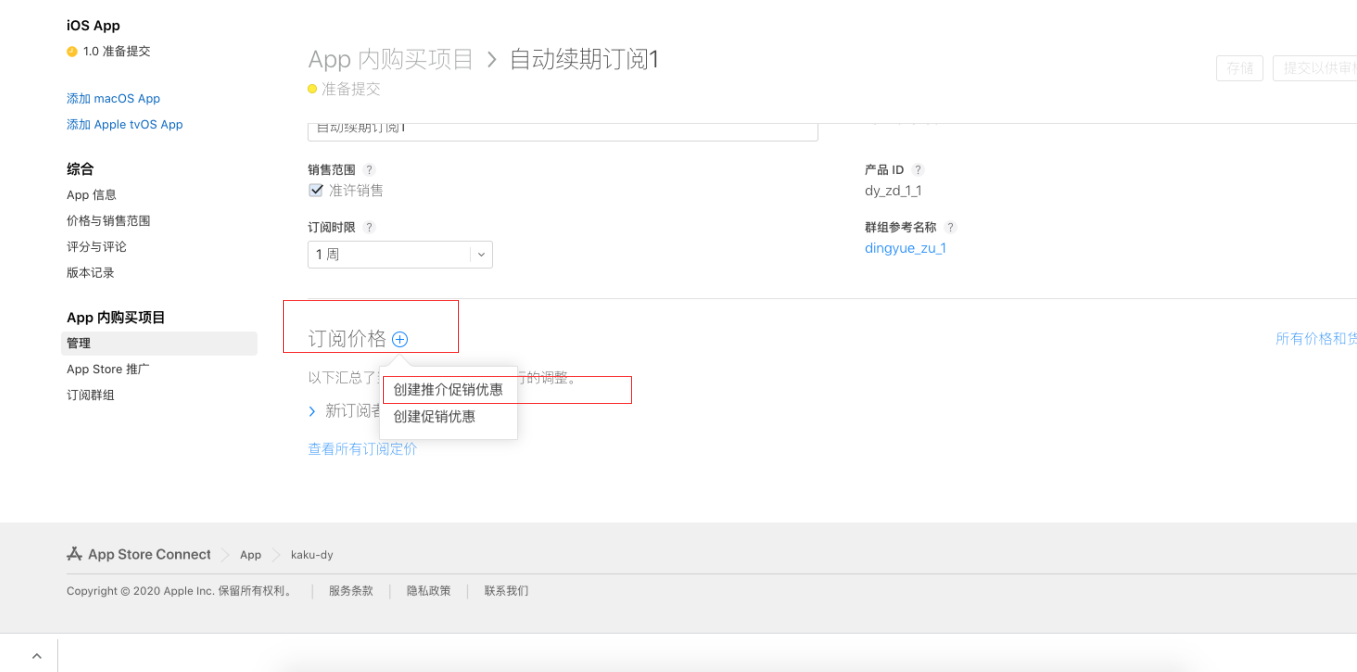 iOS App
1.0 准备提交
添加 macOS App
添加 Apple tvOS App
综合
App 信息
价格与销售范围
评分与评论
版本记录
App 内购买项目
管理
App Store 推广
订阅群组
App 内购买项目 > 自动续期订阅1
准备提交
存储
提交以供审
自动续期订阅1
销售范围 ?
准许销售
产品 ID ?
dy_zd_1_1
订阅时限 ?
1 周
群组参考名称 ?
dingyue_zu_1
订阅价格
所有价格和
以下汇总了
行的调整。
创建推介促销优惠
新订阅者
创建促销优惠
查看所有订阅定价
App Store Connect
App
kaku-dy
Copyright © 2020 Apple Inc. 保留所有权利。
服务条款
隐私政策
联系我们